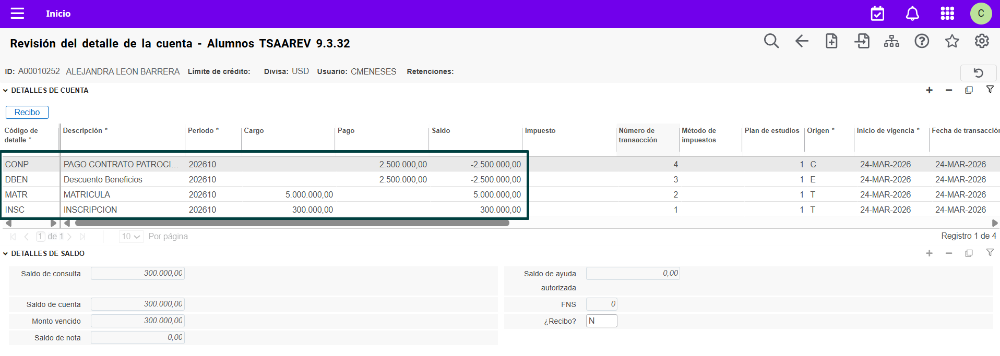 Inicio
C
Revisión del detalle de la cuenta - Alumnos TSAAREV 9.3.32
ID: A00010252 ALEJANDRA LEON BARRERA Límite de crédito: Divisa: USD Usuario: CMENESES Retenciones:
DETALLES DE CUENTA
Recibo
Código de detalle * Descripción * Periodo * Cargo Pago Saldo Impuesto Número de transacción Método de impuestos Plan de estudios Origen * Inicio de vigencia * Fecha de transacción
CONP PAGO CONTRATO PATROCI... 202610 2.500.000,00 -2.500.000,00 4 1 C 24-MAR-2026 24-MAR-2026
DBEN Descuento Beneficios 202610 2.500.000,00 -2.500.000,00 3 1 E 24-MAR-2026 24-MAR-2026
MATR MATRICULA 202610 5.000.000,00 5.000.000,00 2 1 T 24-MAR-2026 24-MAR-2026
INSC INSCRIPCION 202610 300.000,00 300.000,00 1 1 T 24-MAR-2026 24-MAR-2026
1 de 1 10 Por página Registro 1 de 4
DETALLES DE SALDO
Saldo de consulta 300.000,00 Saldo de ayuda autorizada 0,00
Saldo de cuenta 300.000,00 FNS 0
Monto vencido 300.000,00 ¿Recibo? N
Saldo de nota 0,00